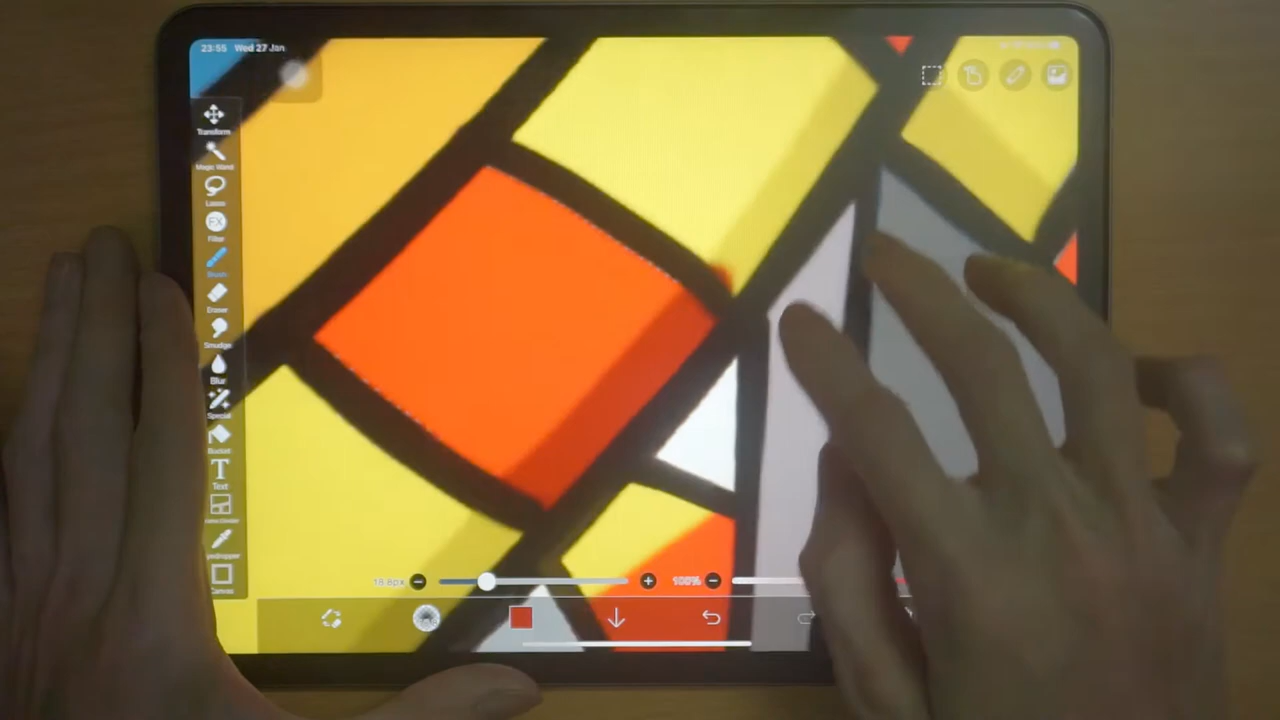 23:55 Wed 27 Jan
Transform
Magic Wand
Lasso
FX
Filter
Brush
Eraser
Smudge
Blur
Special
Bucket
T
Text
Canvas
100%